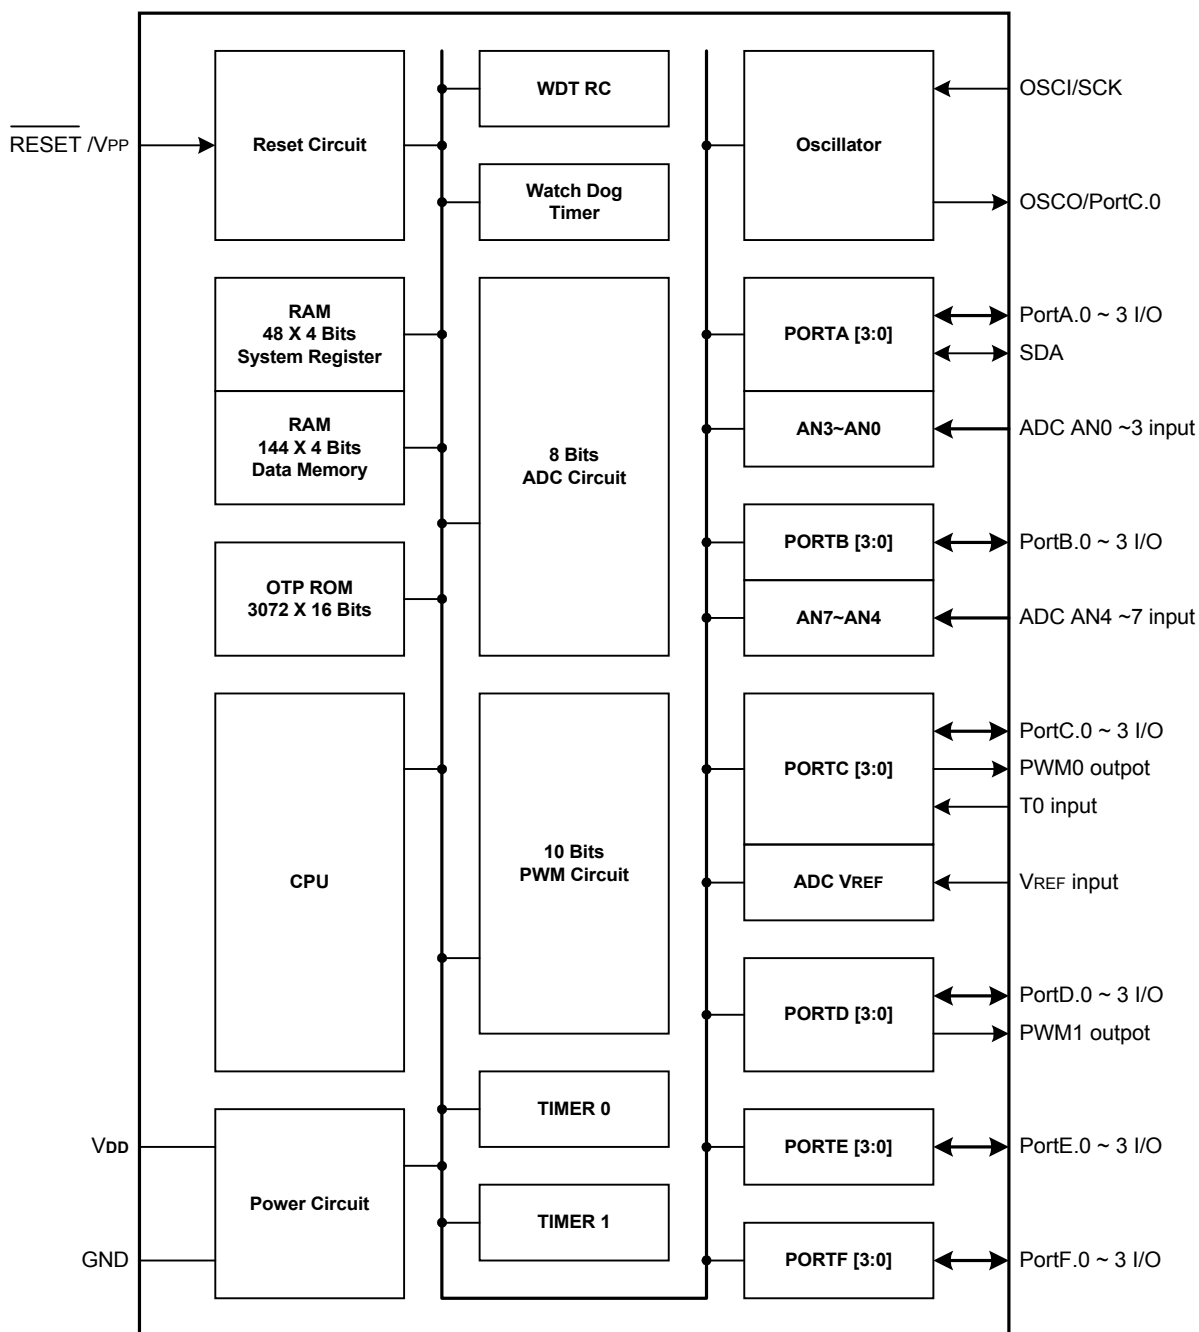 RESET /VPP
Reset Circuit
WDT RC
Watch Dog
Timer
Oscillator
OSCI/SCK
OSCO/PortC.0
RAM
48 X 4 Bits
System Register
RAM
144 X 4 Bits
Data Memory
OTP ROM
3072 X 16 Bits
8 Bits
ADC Circuit
PORTA [3:0]
PortA.0 ~ 3 I/O
SDA
AN3~AN0
ADC AN0 ~3 input
PORTB [3:0]
PortB.0 ~ 3 I/O
AN7~AN4
ADC AN4 ~7 input
CPU
10 Bits
PWM Circuit
PORTC [3:0]
PortC.0 ~ 3 I/O
PWM0 outpot
T0 input
ADC VREF
VREF input
PORTD [3:0]
PortD.0 ~ 3 I/O
PWM1 outpot
VDD
GND
Power Circuit
TIMER 0
TIMER 1
PORTE [3:0]
PortE.0 ~ 3 I/O
PORTF [3:0]
PortF.0 ~ 3 I/O